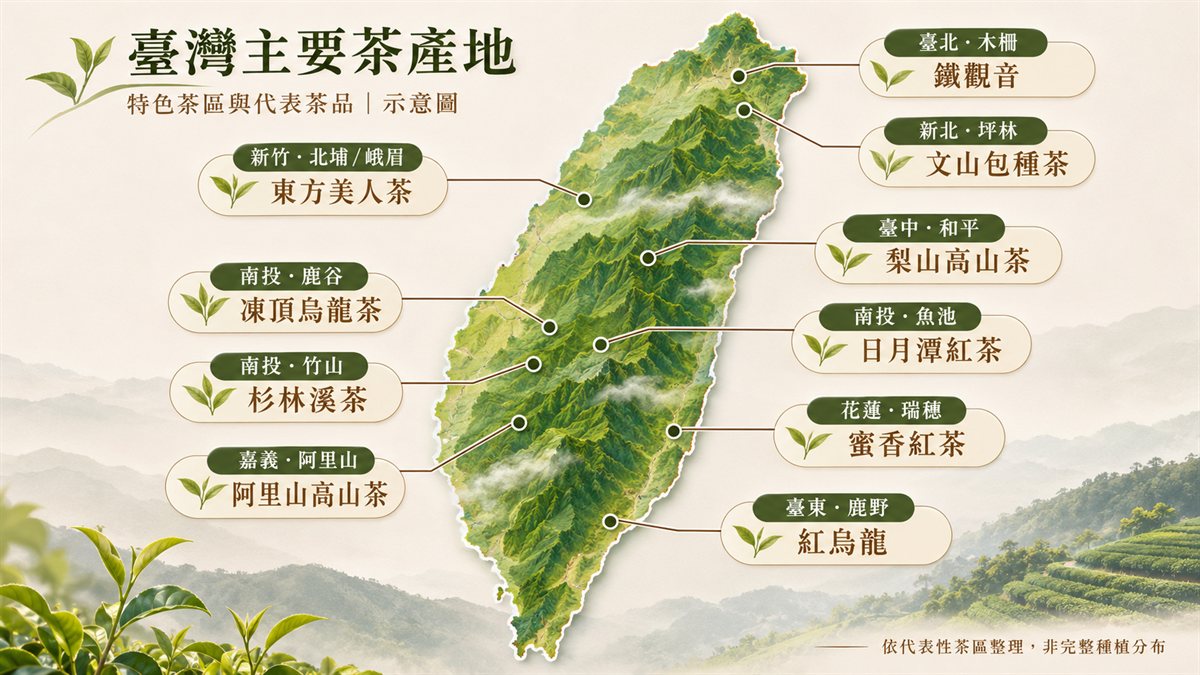 臺灣主要茶產地
特色茶區與代表茶品｜示意圖
新竹・北埔/峨眉
東方美人茶
南投・鹿谷
凍頂烏龍茶
南投・竹山
杉林溪茶
嘉義・阿里山
阿里山高山茶
臺北・木柵
鐵觀音
新北・坪林
文山包種茶
臺中・和平
梨山高山茶
南投・魚池
日月潭紅茶
花蓮・瑞穗
蜜香紅茶
臺東・鹿野
紅烏龍
依代表性茶區整理，非完整種植分布